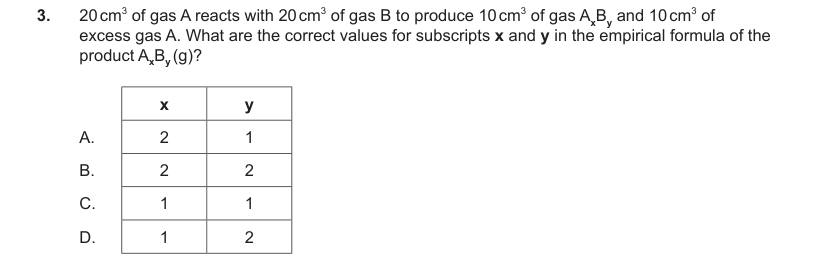 3. 20 cm³ of gas A reacts with 20 cm³ of gas B to produce 10 cm³ of gas AₓBᵧ and 10 cm³ of
excess gas A. What are the correct values for subscripts x and y in the empirical formula of the
product AₓBᵧ(g)?
x y
A. 2 1
B. 2 2
C. 1 1
D. 1 2